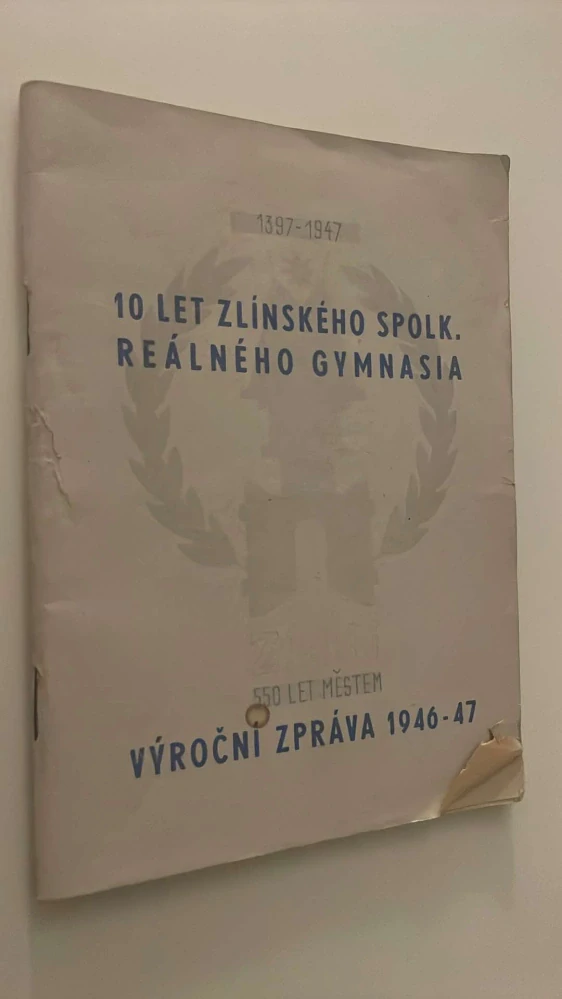 1397-1947
10 LET ZLÍNSKÉHO SPOLK.
REÁLNÉHO GYMNASIA
550 LET MĚSTEM
VÝROČNÍ ZPRÁVA 1946-47